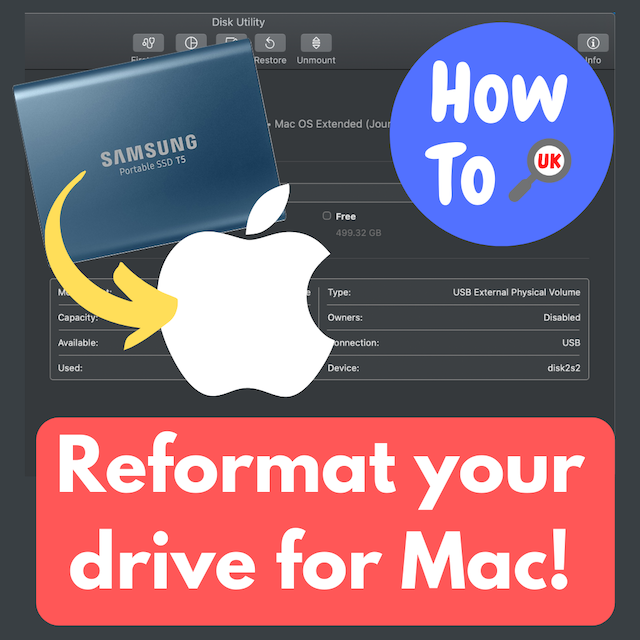 Disk Utility
Restore
Unmount
Info
• Mac OS Extended (Jour
SAMSUNG
Portable SSD T5
How
To
UK
Free
499.32 GB
Type:
USB External Physical Volume
Capacity:
Owners:
Disabled
Available:
USB
Used:
Device:
disk2s2
Reformat your
drive for Mac!